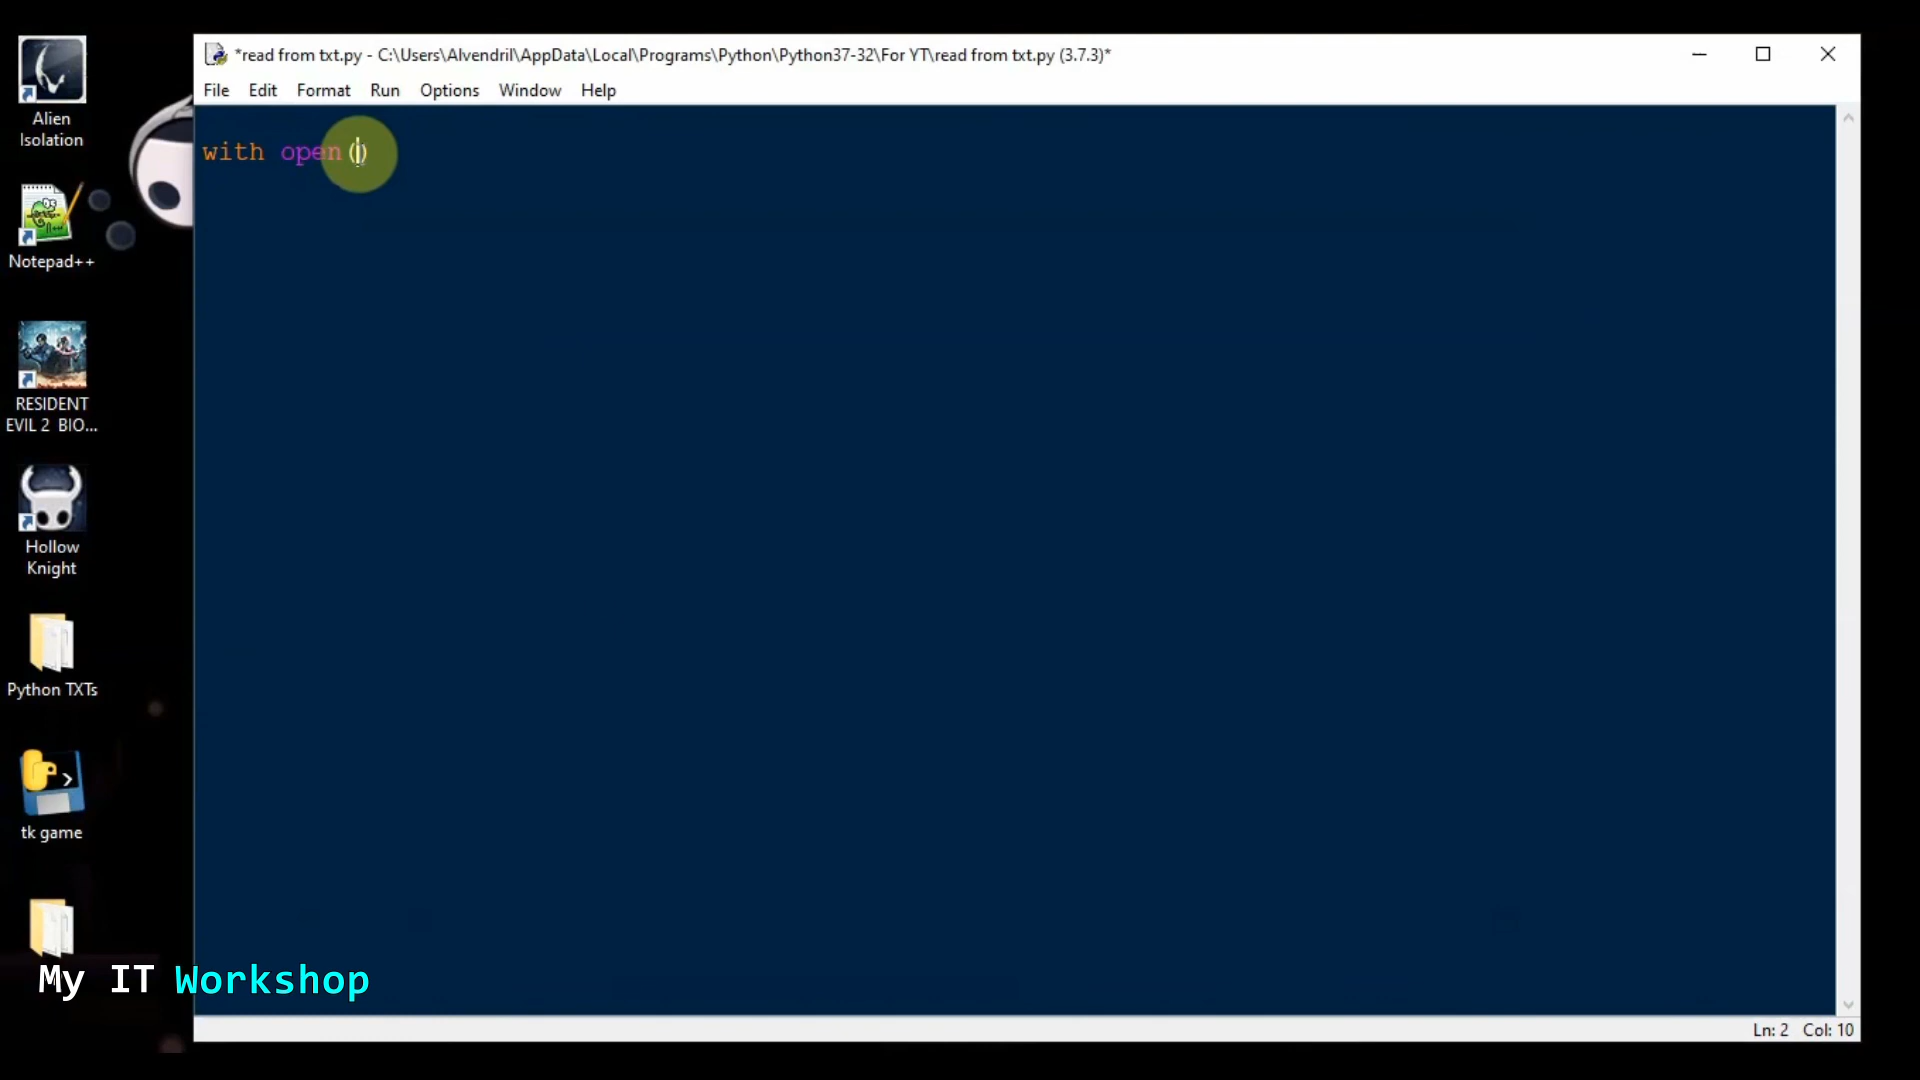 *read from txt.py - C:\Users\Alvendril\AppData\Local\Programs\Python\Python37-32\For YT\read from txt.py (3.7.3)*
File Edit Format Run Options Window Help
with open()
Alien
Isolation
Notepad++
RESIDENT
EVIL 2 BIO...
Hollow
Knight
Python TXTs
tk game
My IT Workshop
Ln: 2 Col: 10